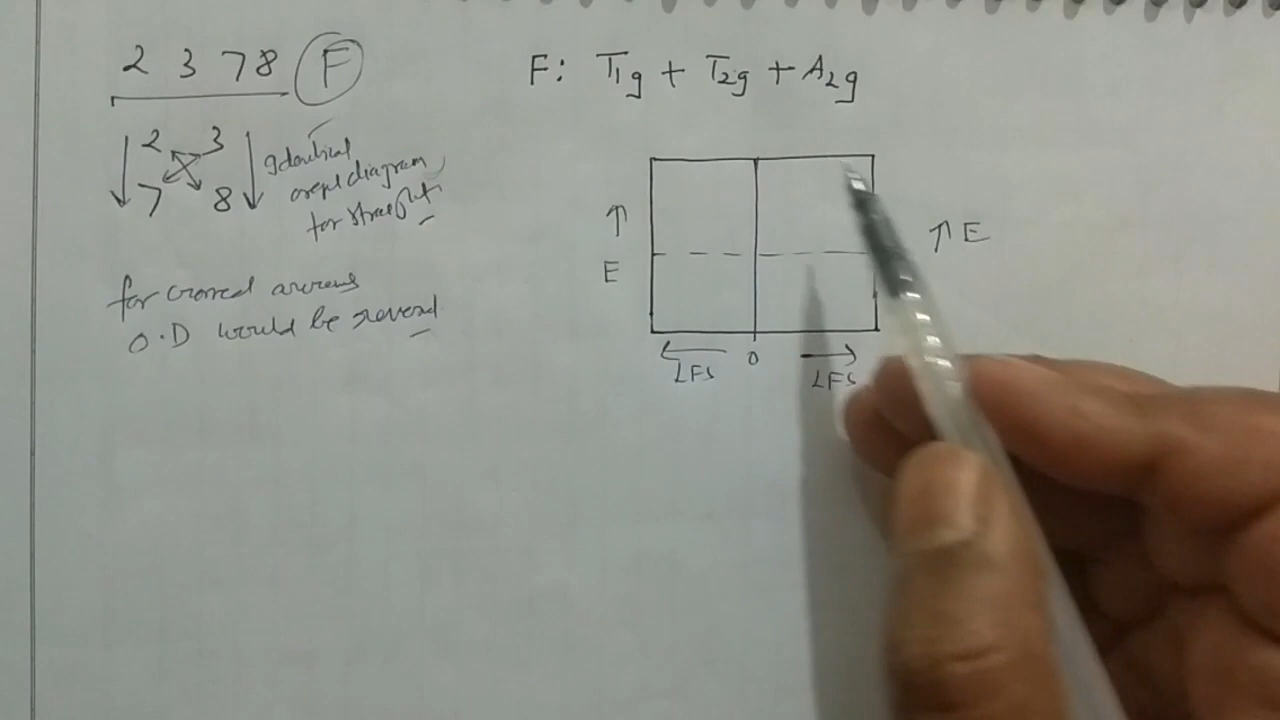 2 3 7 8 F
F: T1g + T2g + A2g
2 3
7 8
Identical
orgel diagram
for straight
for crossed arrows
O.D would be reversed
↑
E
↑ E
← 0 →
LFS LFS